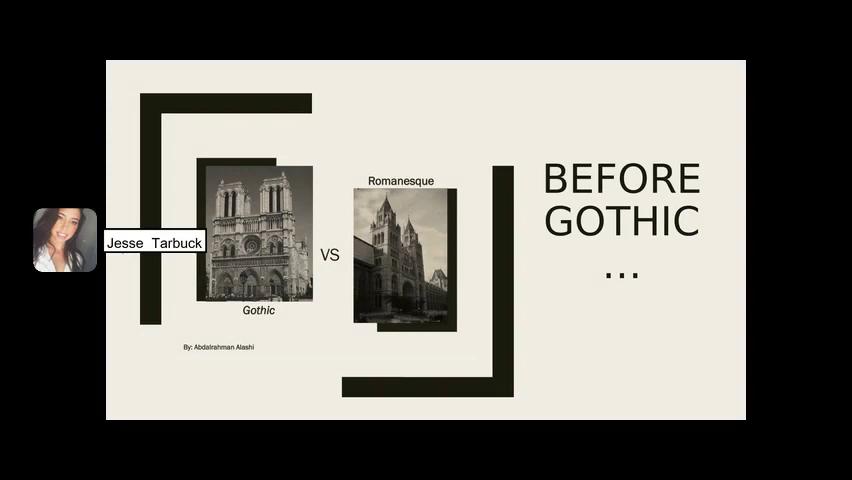 Romanesque
BEFORE
GOTHIC
...
Jesse Tarbuck
VS
Gothic
By: Abdalrahman Alashi